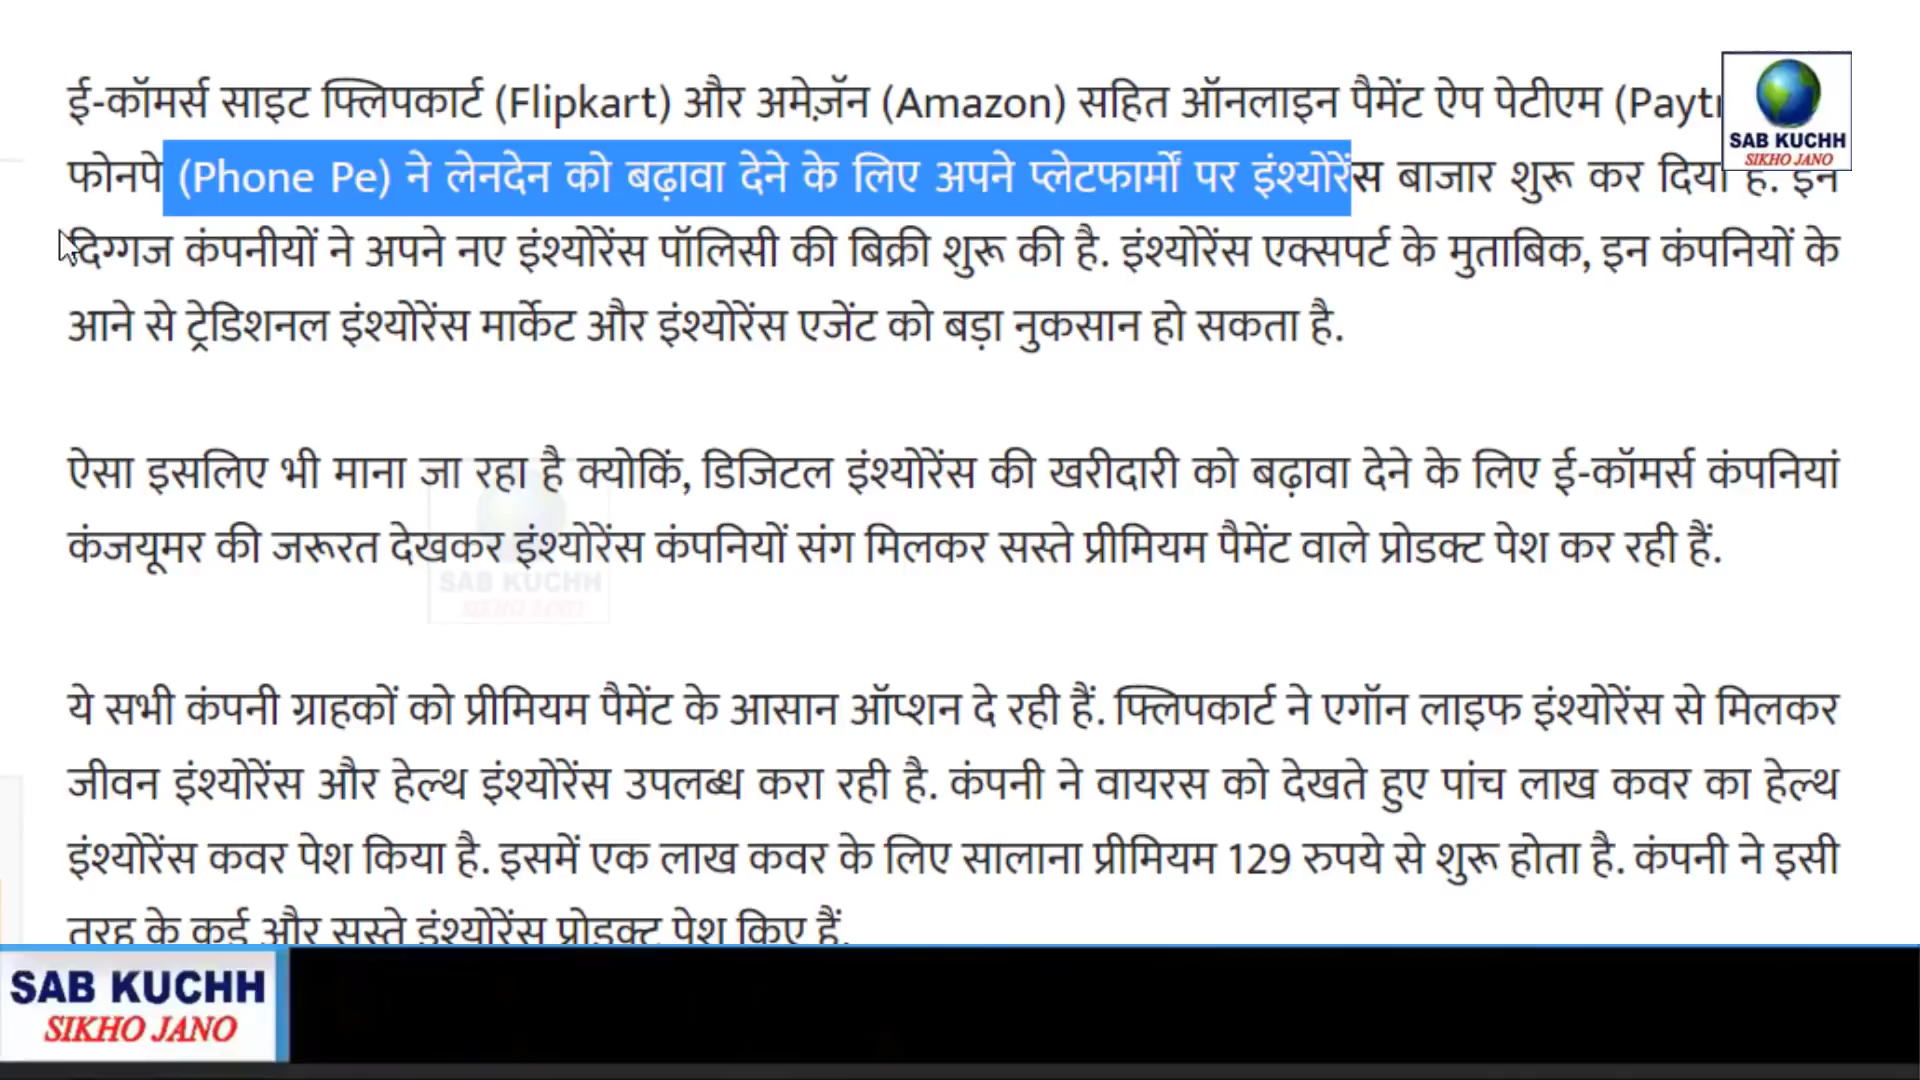 ई-कॉमर्स साइट फ्लिपकार्ट (Flipkart) और अमेज़ॅन (Amazon) सहित ऑनलाइन पैमेंट ऐप पेटीएम
SAB KUCHH
SIKHO JANO
फोनपे (Phone Pe) ने लेनदेन को बढ़ावा देने के लिए अपने प्लेटफार्मों पर इंश्योरेंस बाजार शुरू कर दिया है. इन
दिग्गज कंपनीयों ने अपने नए इंश्योरेंस पॉलिसी की बिक्री शुरू की है. इंश्योरेंस एक्सपर्ट के मुताबिक, इन कंपनियों के
आने से ट्रेडिशनल इंश्योरेंस मार्केट और इंश्योरेंस एजेंट को बड़ा नुकसान हो सकता है.
ऐसा इसलिए भी माना जा रहा है क्योकिं, डिजिटल इंश्योरेंस की खरीदारी को बढ़ावा देने के लिए ई-कॉमर्स कंपनियां
कंजयूमर की जरूरत देखकर इंश्योरेंस कंपनियों संग मिलकर सस्ते प्रीमियम पैमेंट वाले प्रोडक्ट पेश कर रही हैं.
SAB KUCHH
SIKHO JANO
ये सभी कंपनी ग्राहकों को प्रीमियम पैमेंट के आसान ऑप्शन दे रही हैं. फ्लिपकार्ट ने एगॉन लाइफ इंश्योरेंस से मिलकर
जीवन इंश्योरेंस और हेल्थ इंश्योरेंस उपलब्ध करा रही है. कंपनी ने वायरस को देखते हुए पांच लाख कवर का हेल्थ
इंश्योरेंस कवर पेश किया है. इसमें एक लाख कवर के लिए सालाना प्रीमियम 129 रुपये से शुरू होता है. कंपनी ने इसी
तरह के कई और सस्ते इंश्योरेंस प्रोडक्ट पेश किए हैं.
SAB KUCHH
SIKHO JANO